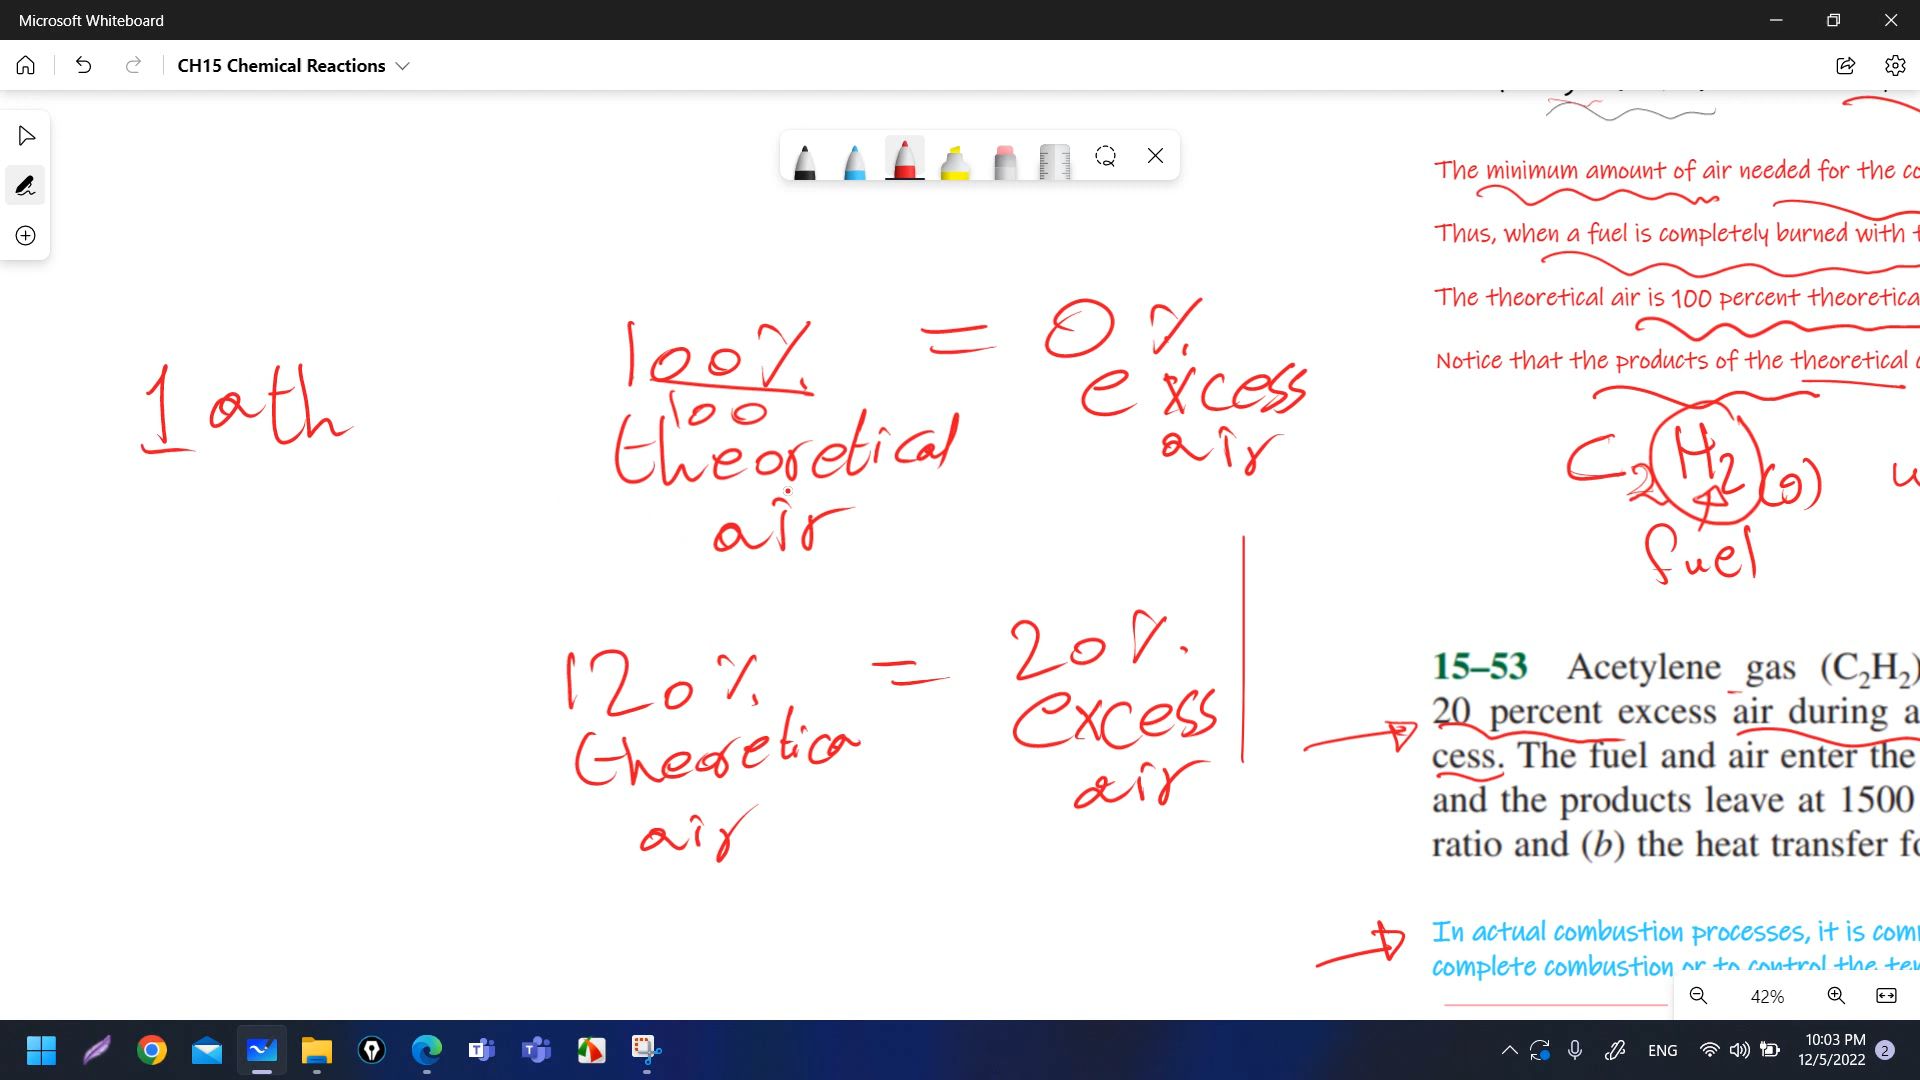 Microsoft Whiteboard
CH15 Chemical Reactions
The minimum amount of air needed for the co
Thus, when a fuel is completely burned with t
The theoretical air is 100 percent theoretica
Notice that the products of the theoretical
1 ath
100%
100
theoretical
air
= 0%
excess
air
C2H2(g)
fuel
120%
theoretica
air
= 20%
excess
air
15–53 Acetylene gas (C₂H₂)
20 percent excess air during a
cess. The fuel and air enter the
and the products leave at 1500
ratio and (b) the heat transfer fo
In actual combustion processes, it is com
complete combustion or to control the te
42%
ENG
10:03 PM
12/5/2022
2